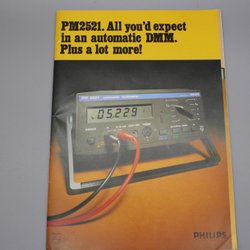 PM2521. All you'd expect
in an automatic DMM.
Plus a lot more!
05.229
PHILIPS